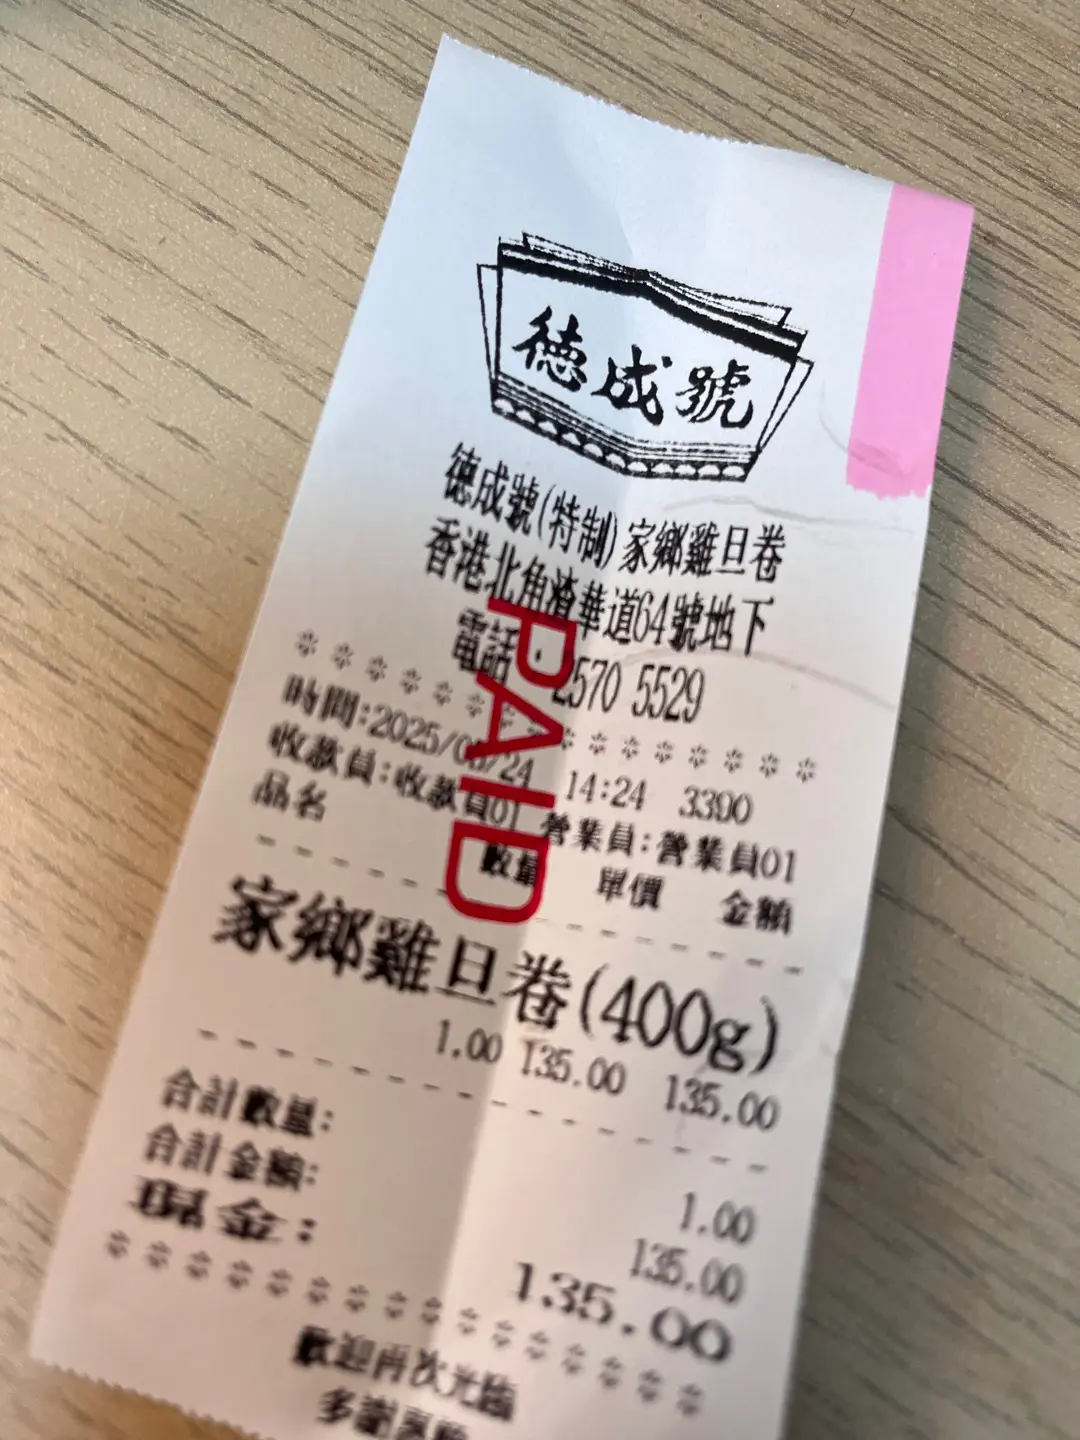 德成號
德成號(特制)家鄉雞旦卷
香港北角渣華道64號地下
電話: 2570 5529
PAID
時間:2025/0 /24 14:24 3390
收款員:收款員01 營業員:營業員01
品名 數量 單價 金額
家鄉雞旦卷(400g)
1.00 135.00 135.00
合計數量: 1.00
合計金額: 135.00
現金: 135.00
歡迎再次光臨
多謝惠顧